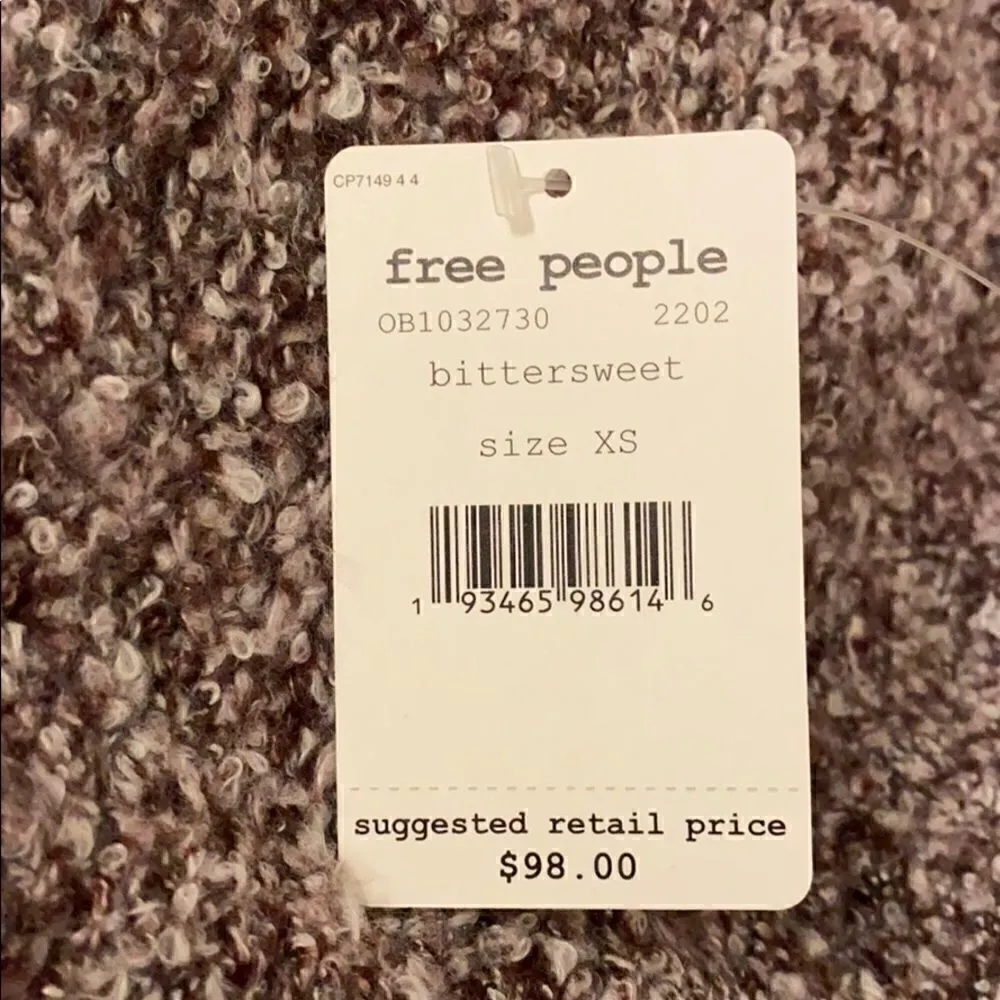 CP7149 4 4
free people
OB1032730 2202
bittersweet
size XS
1 93465 98614 6
suggested retail price
$98.00